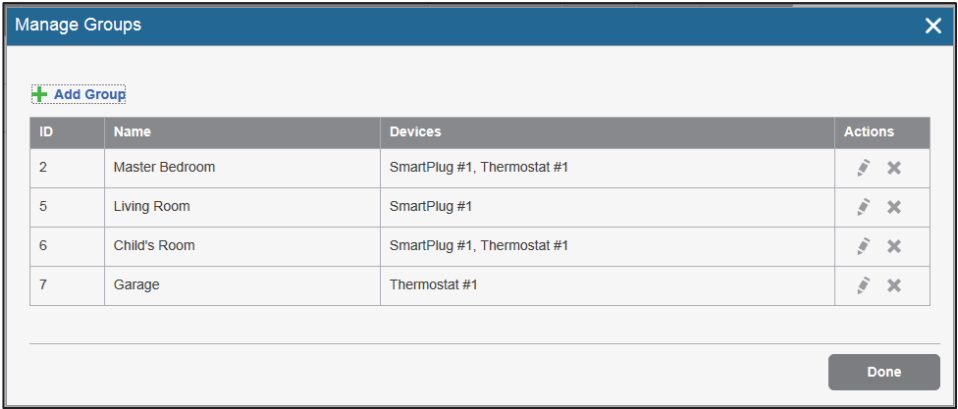 Manage Groups
Add Group
ID Name Devices Actions
2 Master Bedroom SmartPlug #1, Thermostat #1
5 Living Room SmartPlug #1
6 Child's Room SmartPlug #1, Thermostat #1
7 Garage Thermostat #1
Done